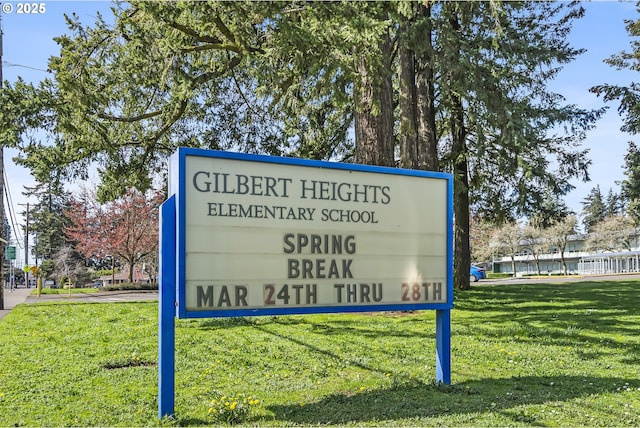 © 2025
GILBERT HEIGHTS
ELEMENTARY SCHOOL
SPRING
BREAK
MAR 24TH THRU 28TH